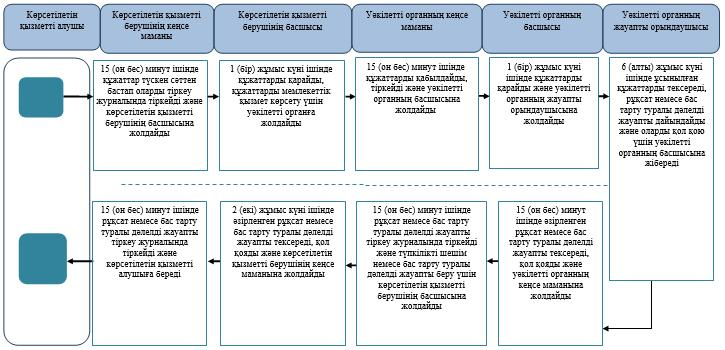 Көрсетілетін
қызметті алушы
Көрсетілетін қызметті
берушінің кеңсе
маманы
Көрсетілетін қызметті
берушінің басшысы
Уәкілетті органның кеңсе
маманы
Уәкілетті органның
басшысы
Уәкілетті органның
жауапты орындаушысы
15 (он бес) минут ішінде
құжаттар түскен сәттен
бастап оларды тіркеу
журналында тіркейді және
көрсетілетін қызметті
берушінің басшысына
жолдайды
1 (бір) жұмыс күні ішінде
құжаттарды қарайды,
құжаттарды мемлекеттік
қызмет көрсету үшін
уәкілетті органға
жолдайды
15 (он бес) минут ішінде
құжаттарды қабылдайды,
тіркейді және уәкілетті
органның басшысына
жолдайды
1 (бір) жұмыс күні
ішінде құжаттарды
қарайды және уәкілетті
органның жауапты
орындаушысына
жолдайды
6 (алты) жұмыс күні
ішінде ұсынылған
құжаттарды тексереді,
рұқсат немесе бас
тарту туралы дәлелді
жауапты дайындайды
және оларды қол қою
үшін уәкілетті
органның басшысына
жібереді
15 (он бес) минут ішінде
рұқсат немесе бас тарту
туралы дәлелді жауапты
тіркеу журналында
тіркейді және
көрсетілетін қызметті
алушыға береді
2 (екі) жұмыс күні ішінде
әзірленген рұқсат немесе
бас тарту туралы дәлелді
жауапты тексереді, қол
қояды және көрсетілетін
қызметті берушінің кеңсе
маманына жолдайды
15 (он бес) минут ішінде
рұқсат немесе бас тарту
туралы дәлелді жауапты
тіркеу журналында тіркейді
және түпкілікті шешім
немесе бас тарту туралы
дәлелді жауапты беру үшін
көрсетілетін қызметті
берушінің басшысына
жолдайды
15 (он бес) минут ішінде
әзірленген рұқсат немесе
бас тарту туралы дәлелді
жауапты тексереді,
қол қояды және
уәкілетті органның
кеңсе маманына
жолдайды